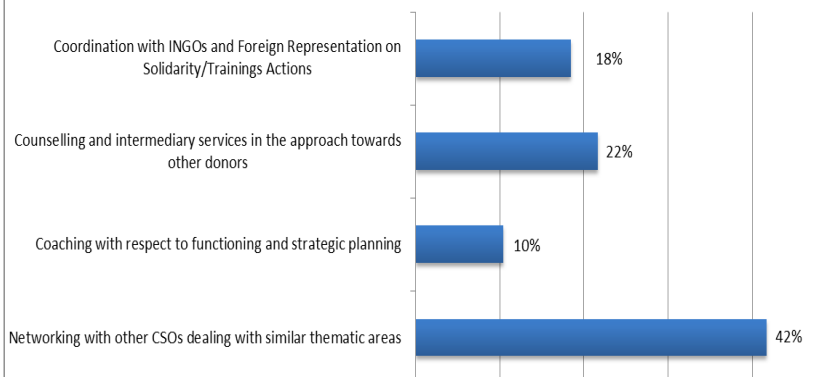 Coordination with INGOs and Foreign Representation on
Solidarity/Trainings Actions
18%
Counselling and intermediary services in the approach towards
other donors
22%
Coaching with respect to functioning and strategic planning
10%
Networking with other CSOs dealing with similar thematic areas
42%